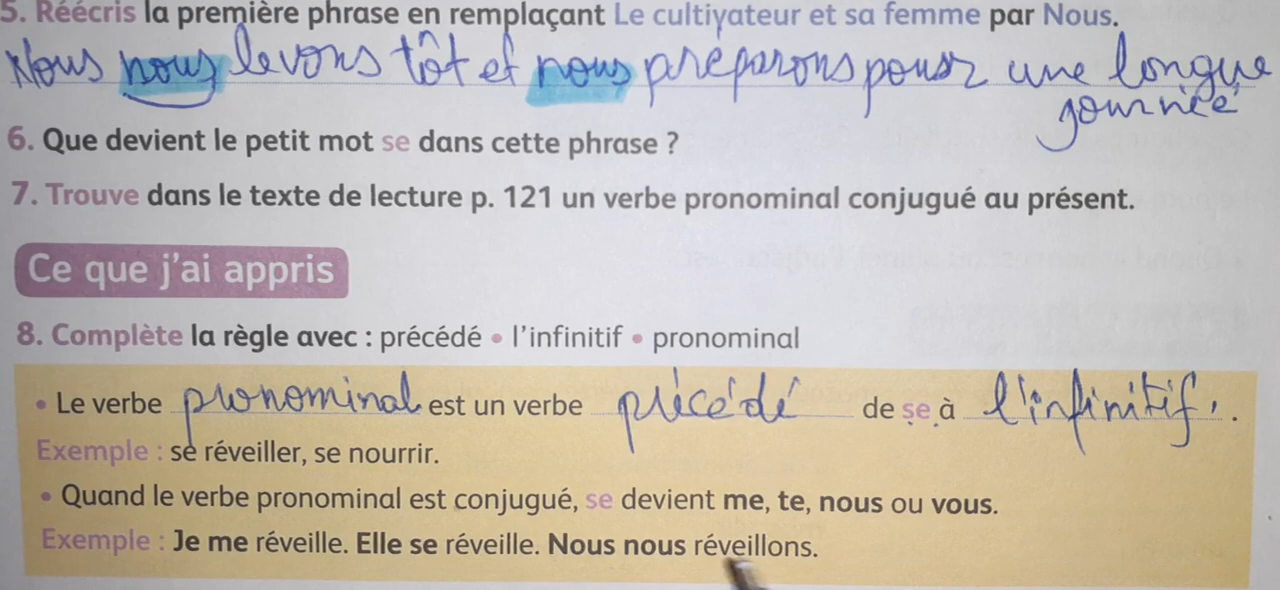 5. Réécris la première phrase en remplaçant Le cultivateur et sa femme par Nous.
Nous nous levons tôt et nous préparons pour une longue
journée
6. Que devient le petit mot se dans cette phrase ?
7. Trouve dans le texte de lecture p. 121 un verbe pronominal conjugué au présent.
Ce que j'ai appris
8. Complète la règle avec : précédé • l'infinitif • pronominal
• Le verbe pronominal est un verbe précédé de se à l'infinitif. .
Exemple : se réveiller, se nourrir.
• Quand le verbe pronominal est conjugué, se devient me, te, nous ou vous.
Exemple : Je me réveille. Elle se réveille. Nous nous réveillons.